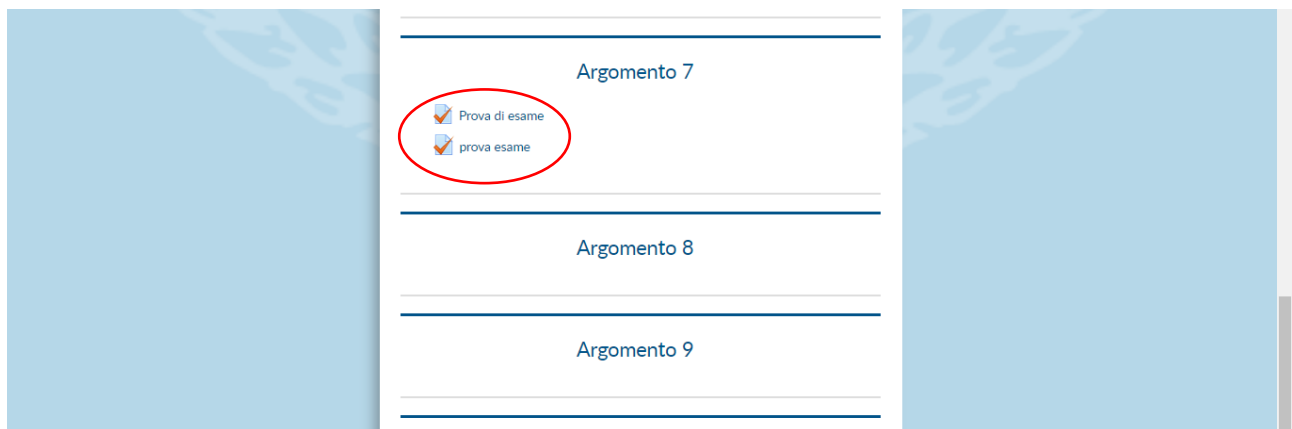 Argomento 7
Prova di esame
prova esame
Argomento 8
Argomento 9